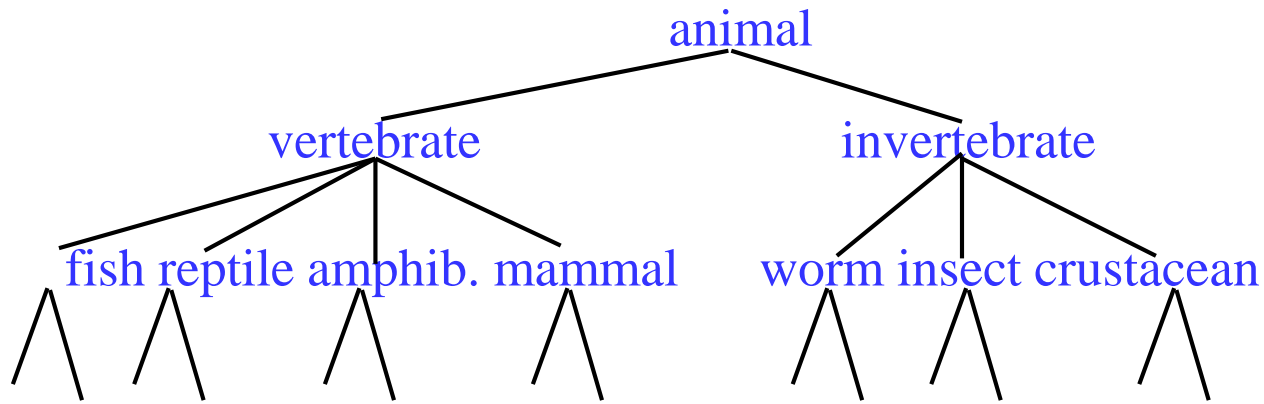 animal
vertebrate invertebrate
fish reptile amphib. mammal worm insect crustacean